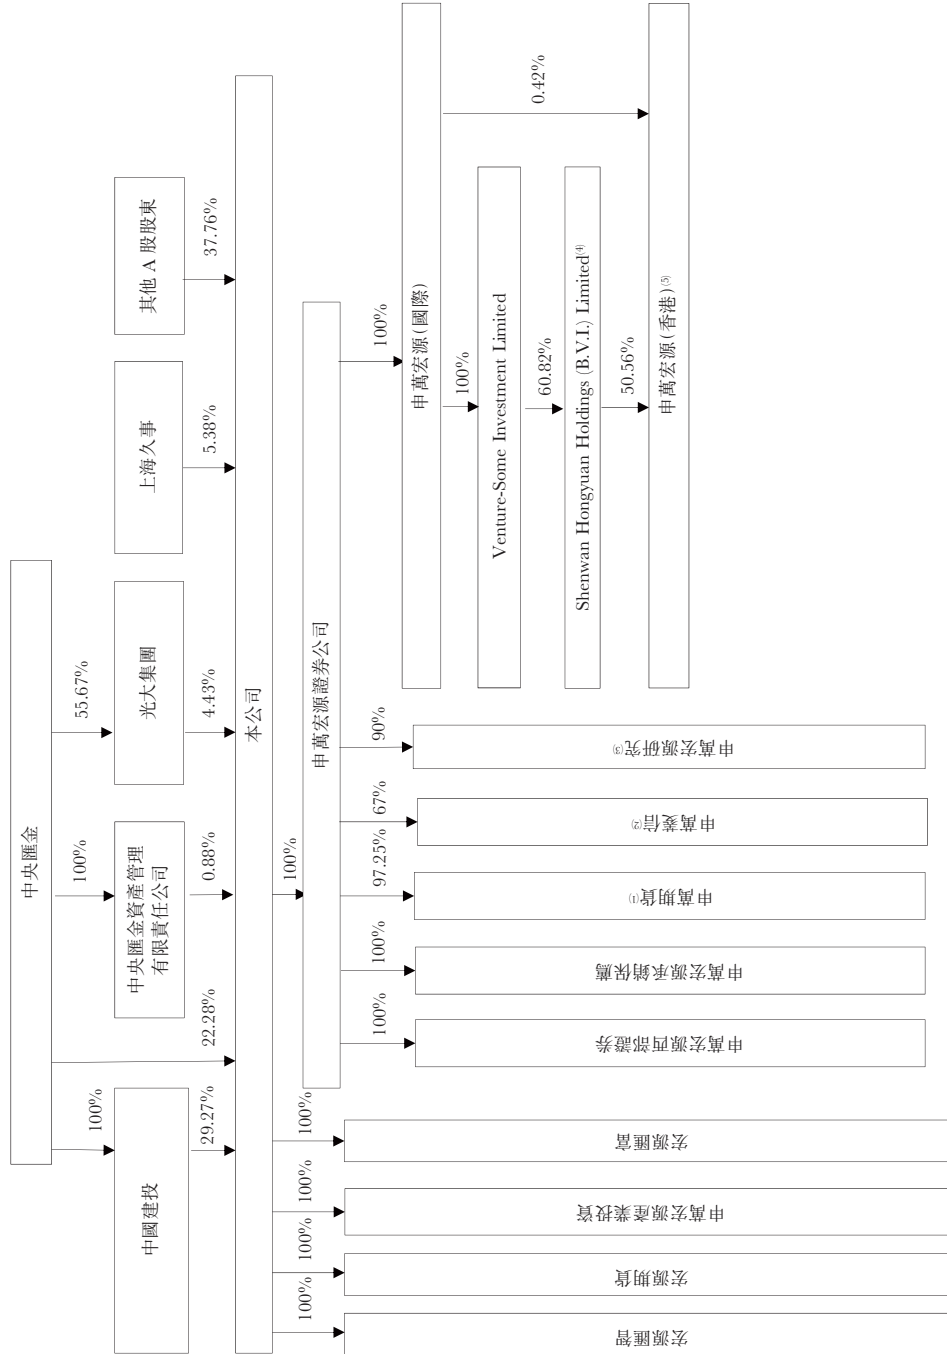 中央匯金
100%
100%
55.67%
中國建投
22.28%
中央匯金資產管理
有限責任公司
光大集團
上海久事
其他 A 股股東
29.27%
0.88%
4.43%
5.38%
37.76%
本公司
100%
100%
100%
100%
100%
申萬宏源證券公司
宏源匯智
宏源期貨
申萬宏源產業投資
宏源匯富
100%
100%
97.25%
67%
90%
100%
申萬宏源西部證券
申萬宏源承銷保薦
申萬期貨(1)
申萬菱信(2)
申萬宏源研究(3)
申萬宏源(國際)
100%
0.42%
Venture-Some Investment Limited
60.82%
Shenwan Hongyuan Holdings (B.V.I.) Limited(4)
50.56%
申萬宏源(香港)(5)